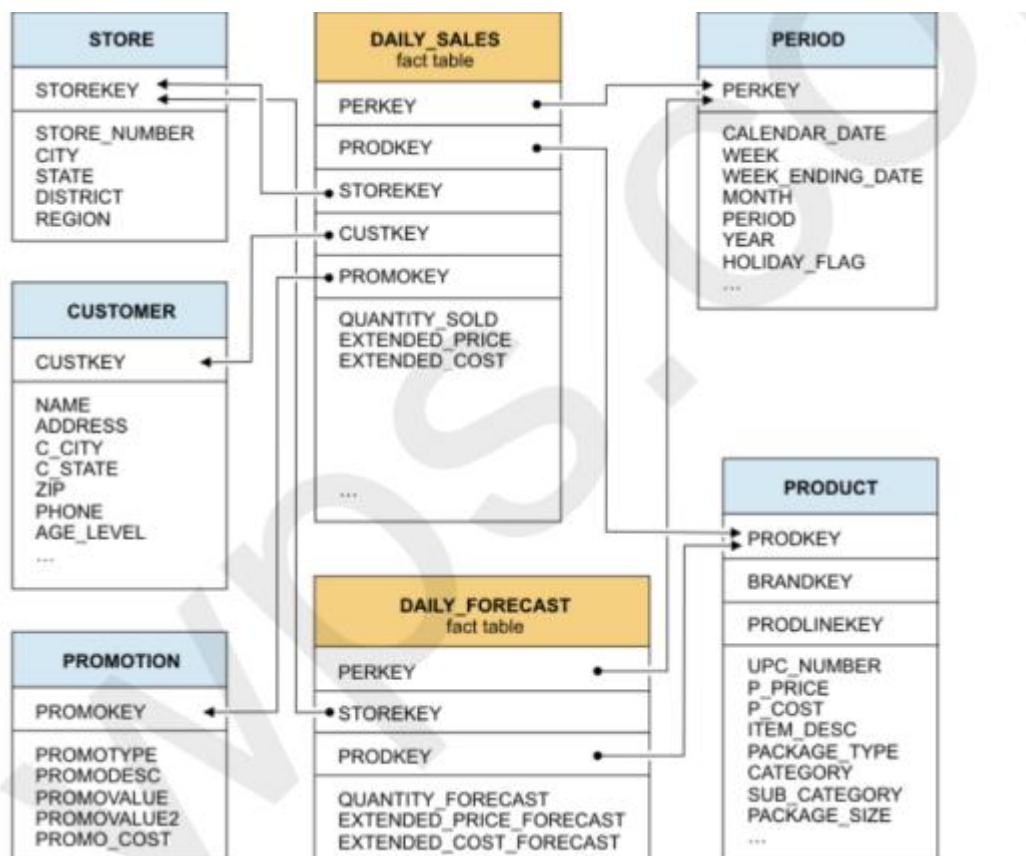 STORE
STOREKEY
STORE_NUMBER
CITY
STATE
DISTRICT
REGION
CUSTOMER
CUSTKEY
NAME
ADDRESS
C_CITY
C_STATE
ZIP
PHONE
AGE_LEVEL
...
PROMOTION
PROMOKEY
PROMOTYPE
PROMODESC
PROMOVALUE
PROMOVALUE2
PROMO_COST
DAILY_SALES
fact table
PERKEY
PRODKEY
STOREKEY
CUSTKEY
PROMOKEY
QUANTITY_SOLD
EXTENDED_PRICE
EXTENDED_COST
...
DAILY_FORECAST
fact table
PERKEY
STOREKEY
PRODKEY
QUANTITY_FORECAST
EXTENDED_PRICE_FORECAST
EXTENDED_COST_FORECAST
PERIOD
PERKEY
CALENDAR_DATE
WEEK
WEEK_ENDING_DATE
MONTH
PERIOD
YEAR
HOLIDAY_FLAG
...
PRODUCT
PRODKEY
BRANDKEY
PRODLINEKEY
UPC_NUMBER
P_PRICE
P_COST
ITEM_DESC
PACKAGE_TYPE
CATEGORY
SUB_CATEGORY
PACKAGE_SIZE
...